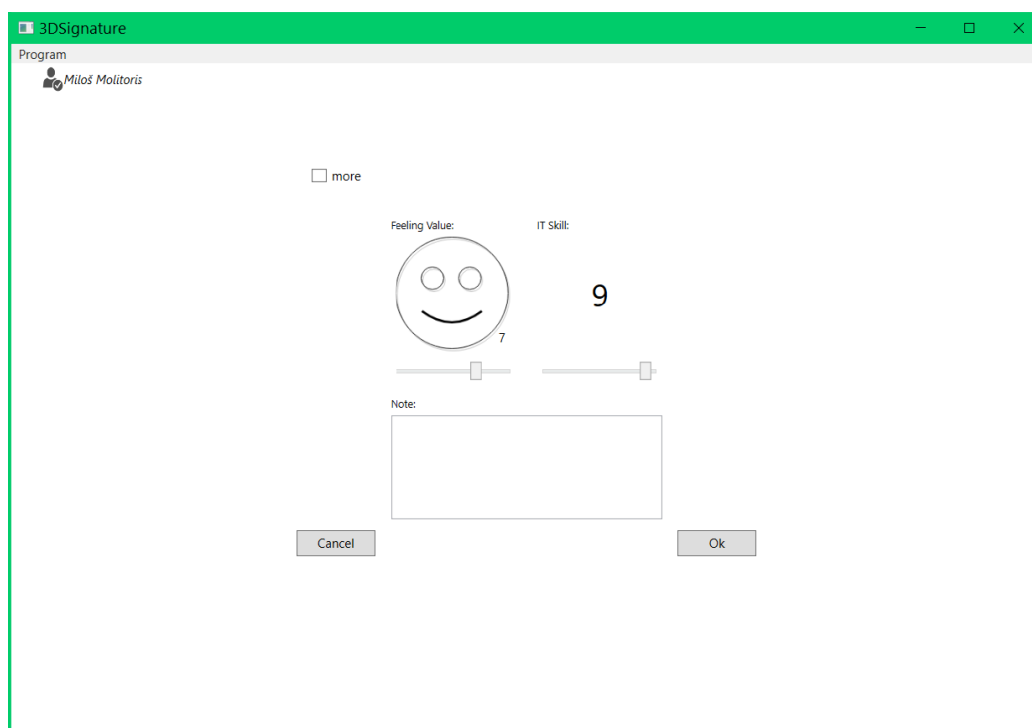 3DSignature
Program
Miloš Molitoris
more
Feeling Value: IT Skill:
9
7
Note:
Cancel Ok